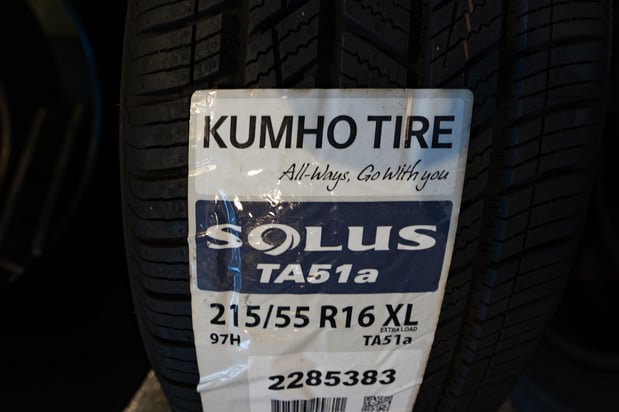 KUMHO TIRE
All-Ways, Go With you
SOLUS
TA51a
215/55 R16 XL
EXTRA LOAD
97H TA51a
2285383